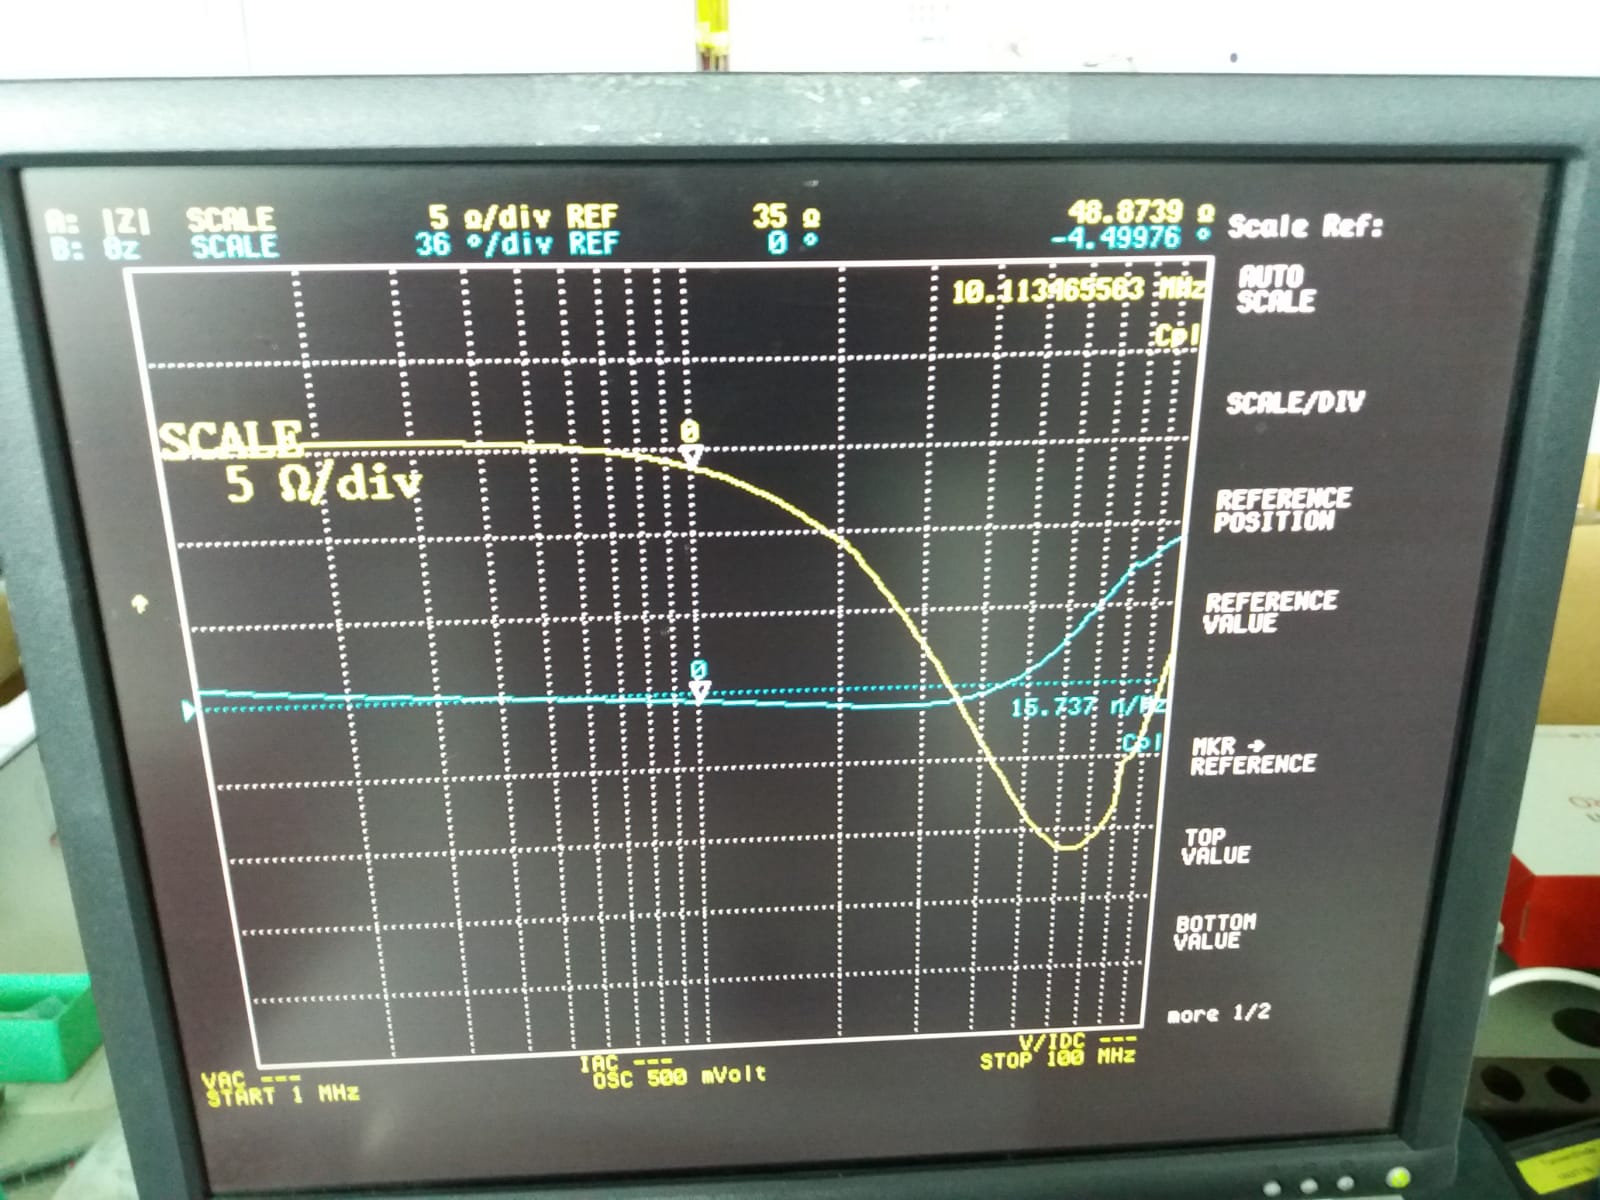 A: |Z| SCALE 5 Ω/div REF 35 Ω 46.8739 Ω
B: θz SCALE 36 °/div REF 0 ° -4.49976 °
10.113465563 MHz
Cpl
SCALE
5 Ω/div
0
0
15.737 m/Hz
Cpl
VAC --- IAC --- V/IDC ---
START 1 MHz OSC 500 mVolt STOP 100 MHz
Scale Ref:
AUTO
SCALE
SCALE/DIV
REFERENCE
POSITION
REFERENCE
VALUE
MKR →
REFERENCE
TOP
VALUE
BOTTOM
VALUE
more 1/2